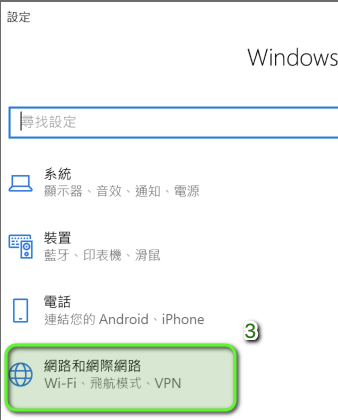 設定
Windows
尋找設定
系統
顯示器、音效、通知、電源
裝置
藍牙、印表機、滑鼠
電話
連結您的 Android、iPhone
3
網路和網際網路
Wi-Fi、飛航模式、VPN